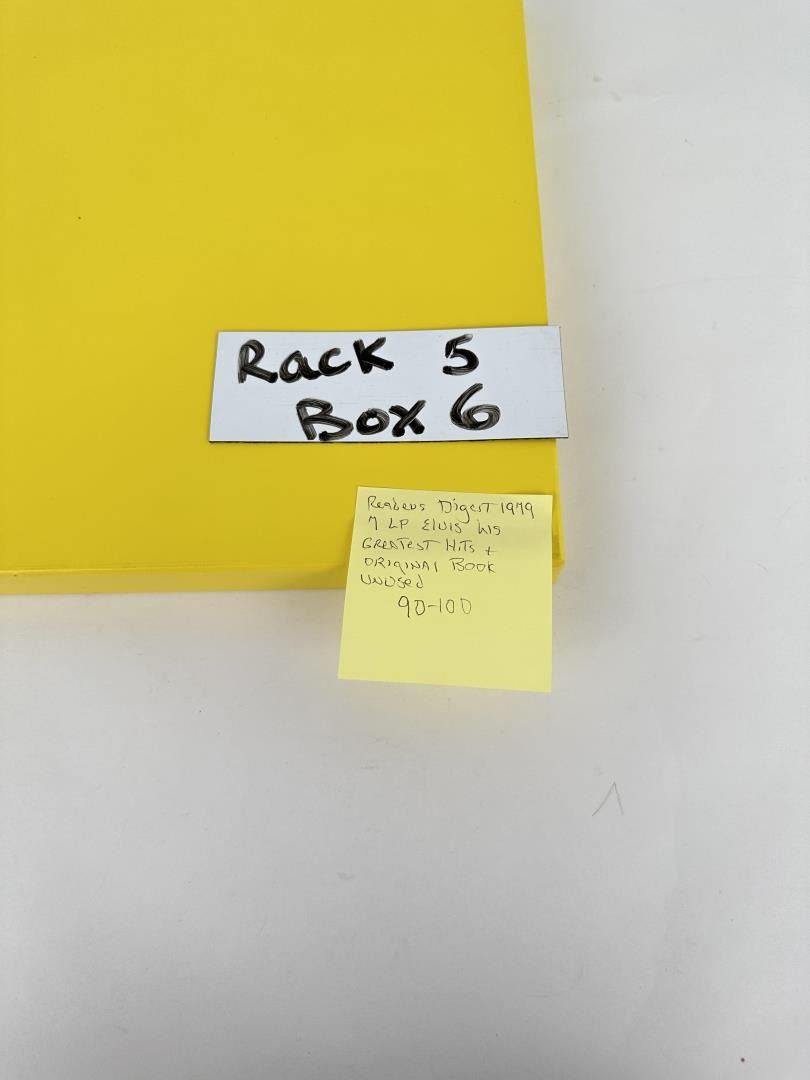 Rack 5
Box 6
Readers Digest 1979
7 LP Elvis his
Greatest Hits +
Original Book
Unused
90-100